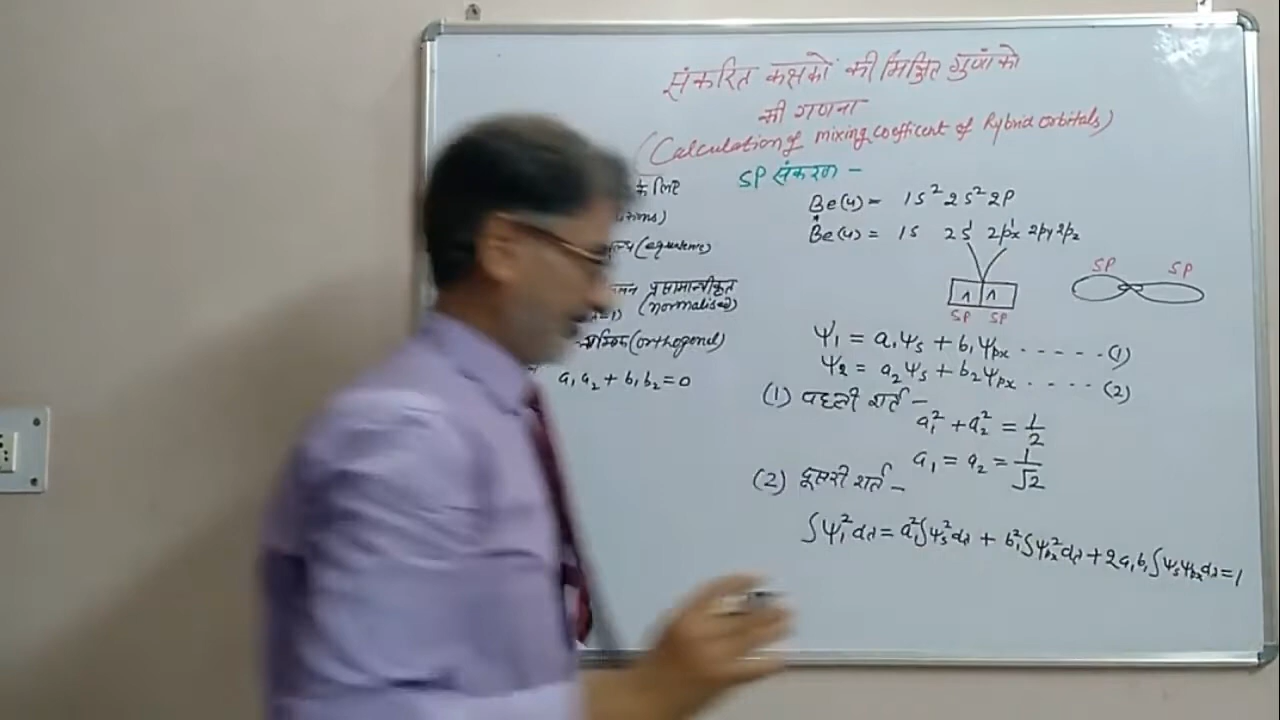 संकरित कक्षकों की मिश्रित गुणांको
की गणना
(Calculation of mixing coefficent of Hybrid orbitals)
के लिए
(equivalent)
प्रसामान्यीकृत
(normalised)
(orthogonal)
a₁a₂ + b₁b₂ = 0
SP संकरण -
Be(4) = 1S² 2S² 2P
Be(4) = 1S 2S¹ 2Px¹ 2Py 2Pz
SP SP
SP SP
Ψ₁ = a₁Ψs + b₁Ψpx ----- (1)
Ψ₂ = a₂Ψs + b₂Ψpx ---- (2)
(1) पहली शर्त -
a₁² + a₂² = 1/2
a₁ = a₂ = 1/√2
(2) दूसरी शर्त -
∫Ψ₁²dτ = a₁²∫Ψs²dτ + b₁²∫Ψpx²dτ + 2a₁b₁∫ΨsΨpxdτ = 1